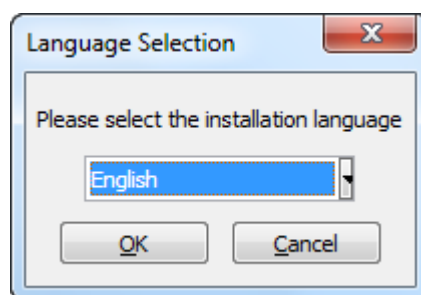 Language Selection
Please select the installation language
English
OK
Cancel